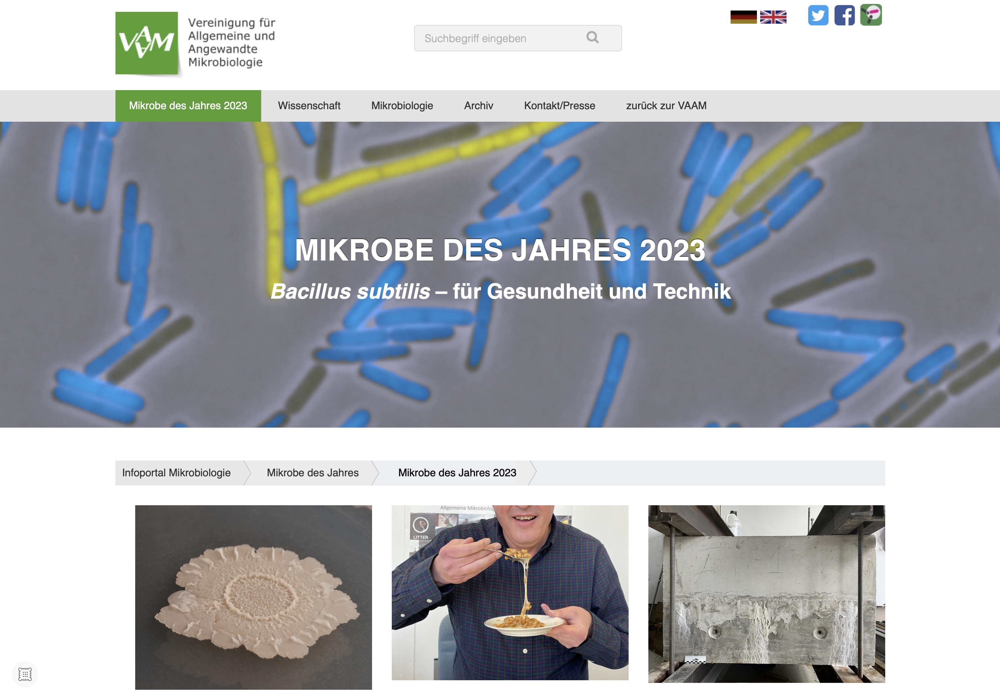 VAAM
Vereinigung für
Allgemeine und
Angewandte
Mikrobiologie
Suchbegriff eingeben
Mikrobe des Jahres 2023
Wissenschaft
Mikrobiologie
Archiv
Kontakt/Presse
zurück zur VAAM
MIKROBE DES JAHRES 2023
Bacillus subtilis – für Gesundheit und Technik
Infoportal Mikrobiologie
Mikrobe des Jahres
Mikrobe des Jahres 2023
Allgemeine
LITTER